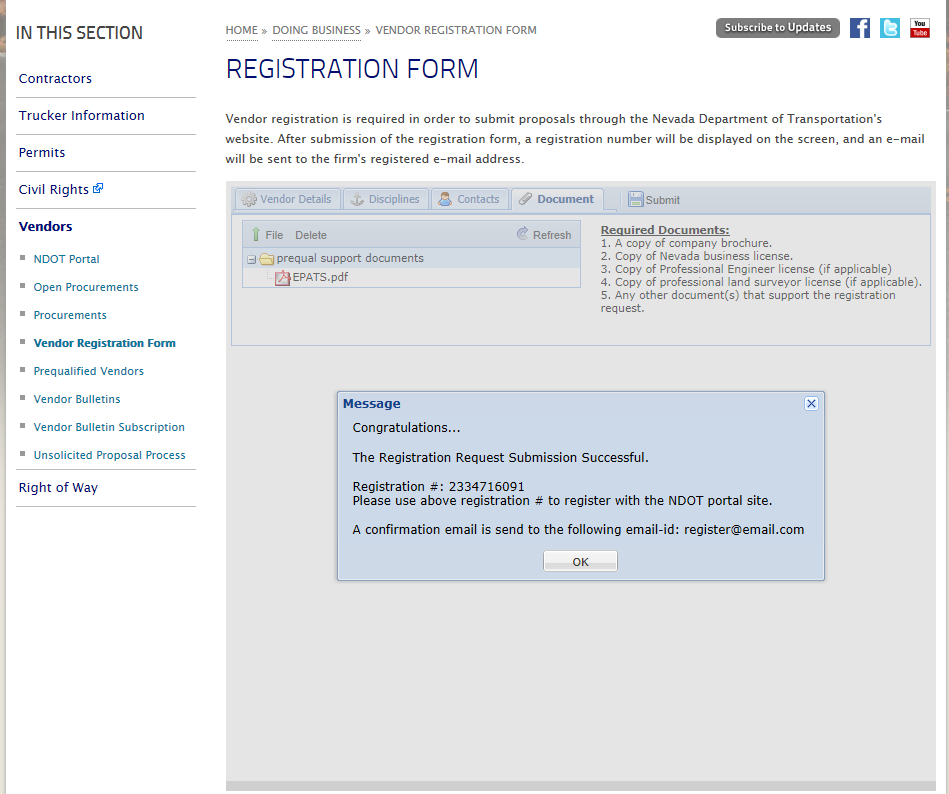 IN THIS SECTION
Contractors
Trucker Information
Permits
Civil Rights
Vendors
NDOT Portal
Open Procurements
Procurements
Vendor Registration Form
Prequalified Vendors
Vendor Bulletins
Vendor Bulletin Subscription
Unsolicited Proposal Process
Right of Way
HOME » DOING BUSINESS » VENDOR REGISTRATION FORM
Subscribe to Updates
You
Tube
REGISTRATION FORM
Vendor registration is required in order to submit proposals through the Nevada Department of Transportation's
website. After submission of the registration form, a registration number will be displayed on the screen, and an e-mail
will be sent to the firm's registered e-mail address.
Vendor Details Disciplines Contacts Document Submit
File Delete Refresh
prequal support documents
EPATS.pdf
Required Documents:
1. A copy of company brochure.
2. Copy of Nevada business license.
3. Copy of Professional Engineer license (if applicable)
4. Copy of professional land surveyor license (if applicable).
5. Any other document(s) that support the registration
request.
Message
Congratulations...
The Registration Request Submission Successful.
Registration #: 2334716091
Please use above registration # to register with the NDOT portal site.
A confirmation email is send to the following email-id: register@email.com
OK